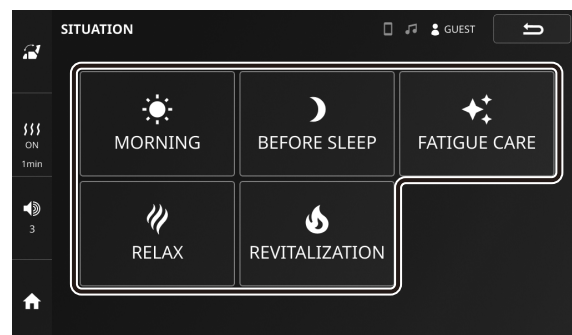 SITUATION
GUEST
ON
1min
3
MORNING
BEFORE SLEEP
FATIGUE CARE
RELAX
REVITALIZATION